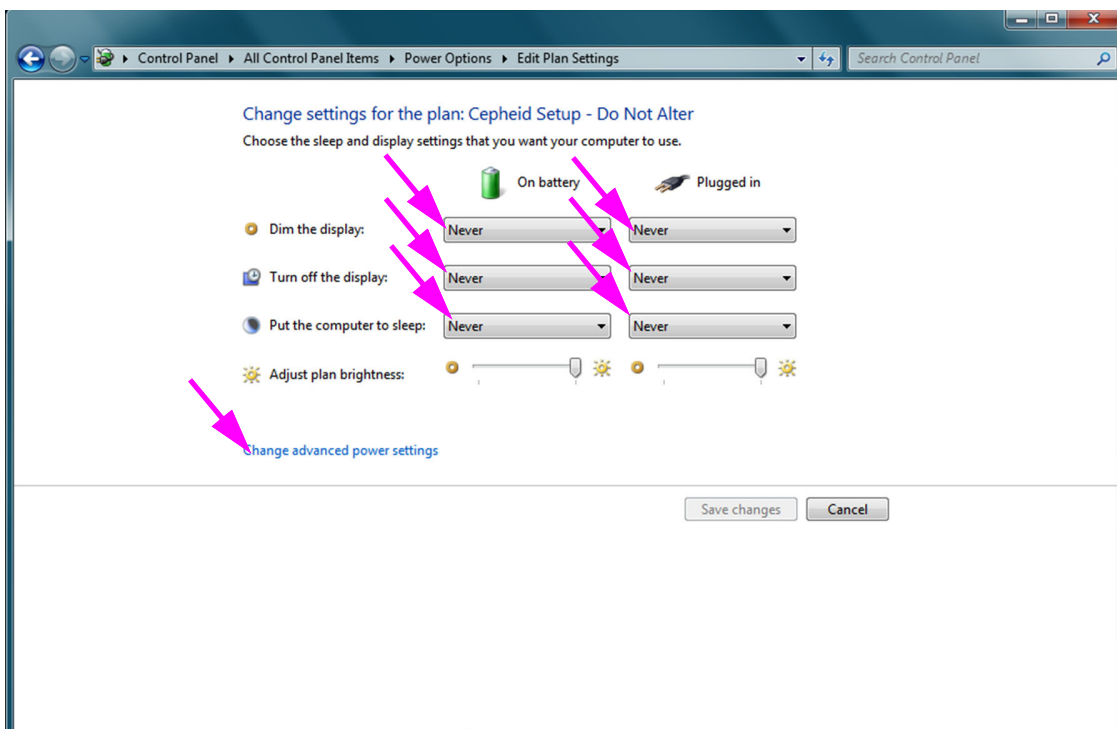 Control Panel All Control Panel Items Power Options Edit Plan Settings Search Control Panel
Change settings for the plan: Cepheid Setup - Do Not Alter
Choose the sleep and display settings that you want your computer to use.
On battery Plugged in
Dim the display: Never Never
Turn off the display: Never Never
Put the computer to sleep: Never Never
Adjust plan brightness:
Change advanced power settings
Save changes Cancel